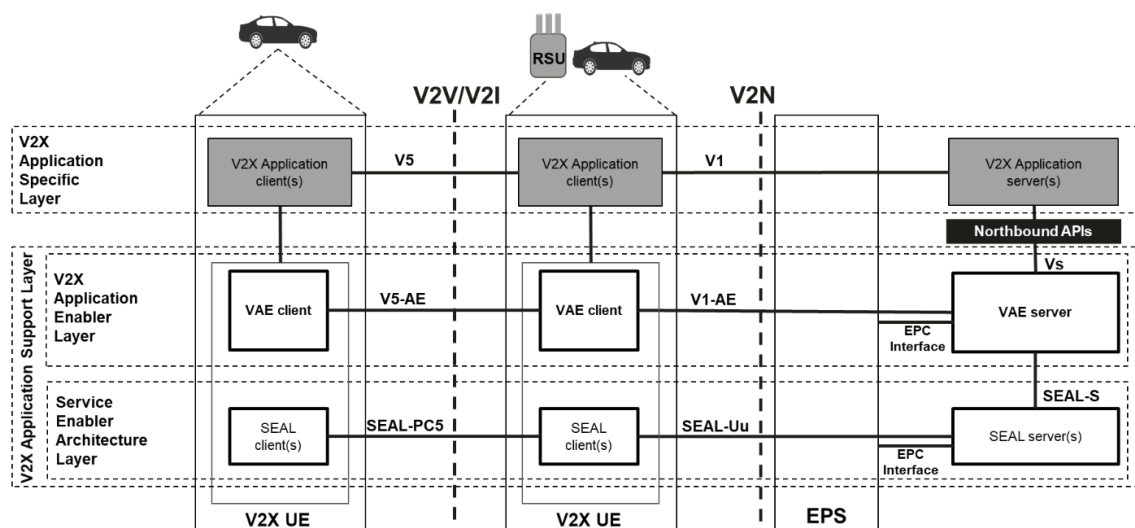 RSU
V2V/V2I
V2N
V2X
Application
Specific
Layer
V2X Application
client(s)
V5
V2X Application
client(s)
V1
V2X Application
server(s)
Northbound APIs
Vs
V2X Application Support Layer
V2X
Application
Enabler
Layer
VAE client
V5-AE
VAE client
V1-AE
VAE server
EPC
Interface
SEAL-S
Service
Enabler
Architecture
Layer
SEAL
client(s)
SEAL-PC5
SEAL
client(s)
SEAL-Uu
SEAL server(s)
EPC
Interface
V2X UE
V2X UE
EPS